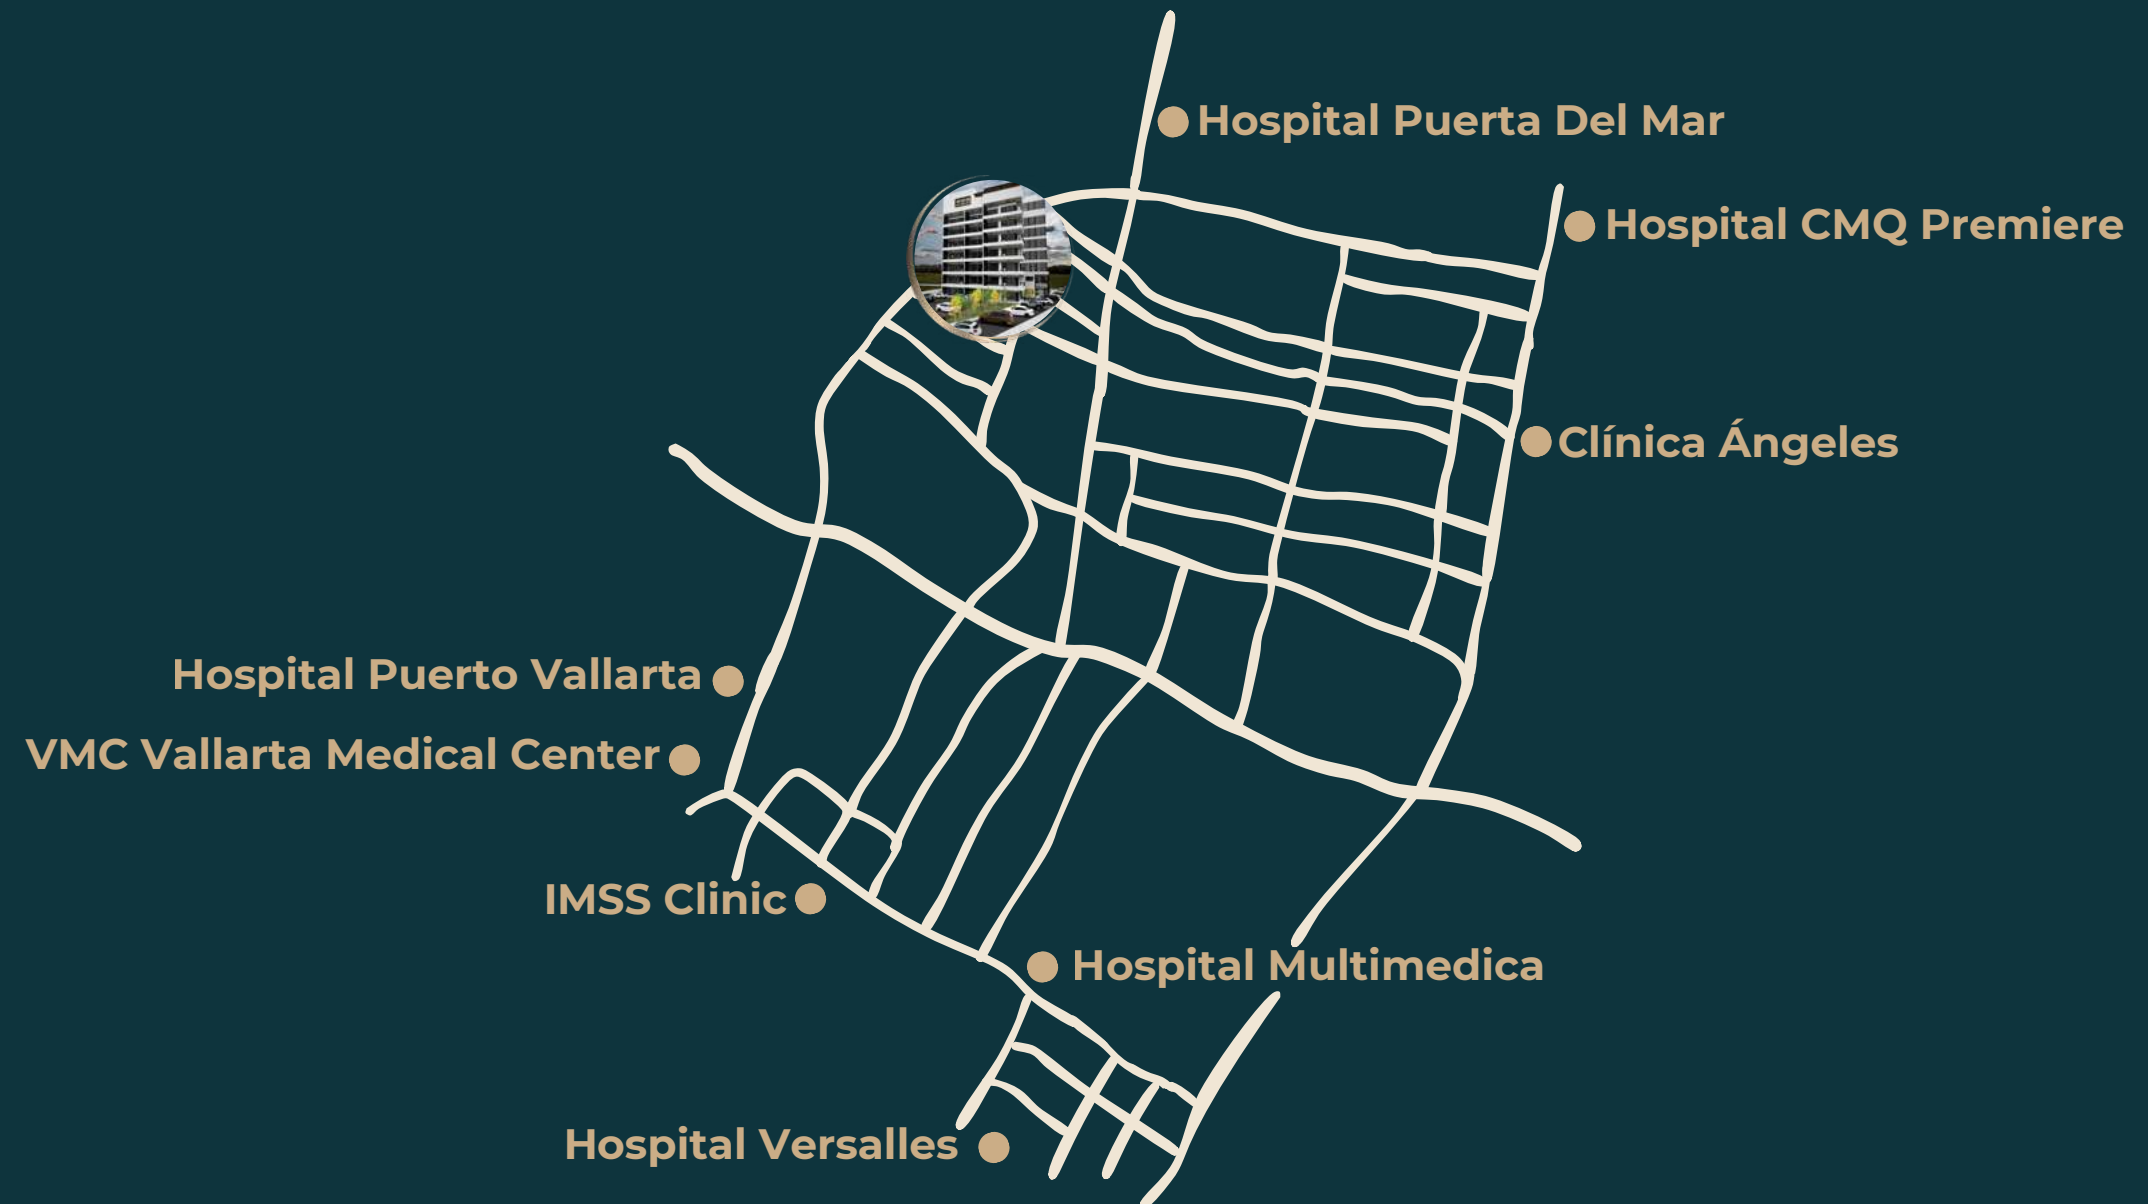 Hospital Puerta Del Mar
Hospital CMQ Premiere
Clínica Ángeles
Hospital Puerto Vallarta
VMC Vallarta Medical Center
IMSS Clinic
Hospital Multimedica
Hospital Versalles